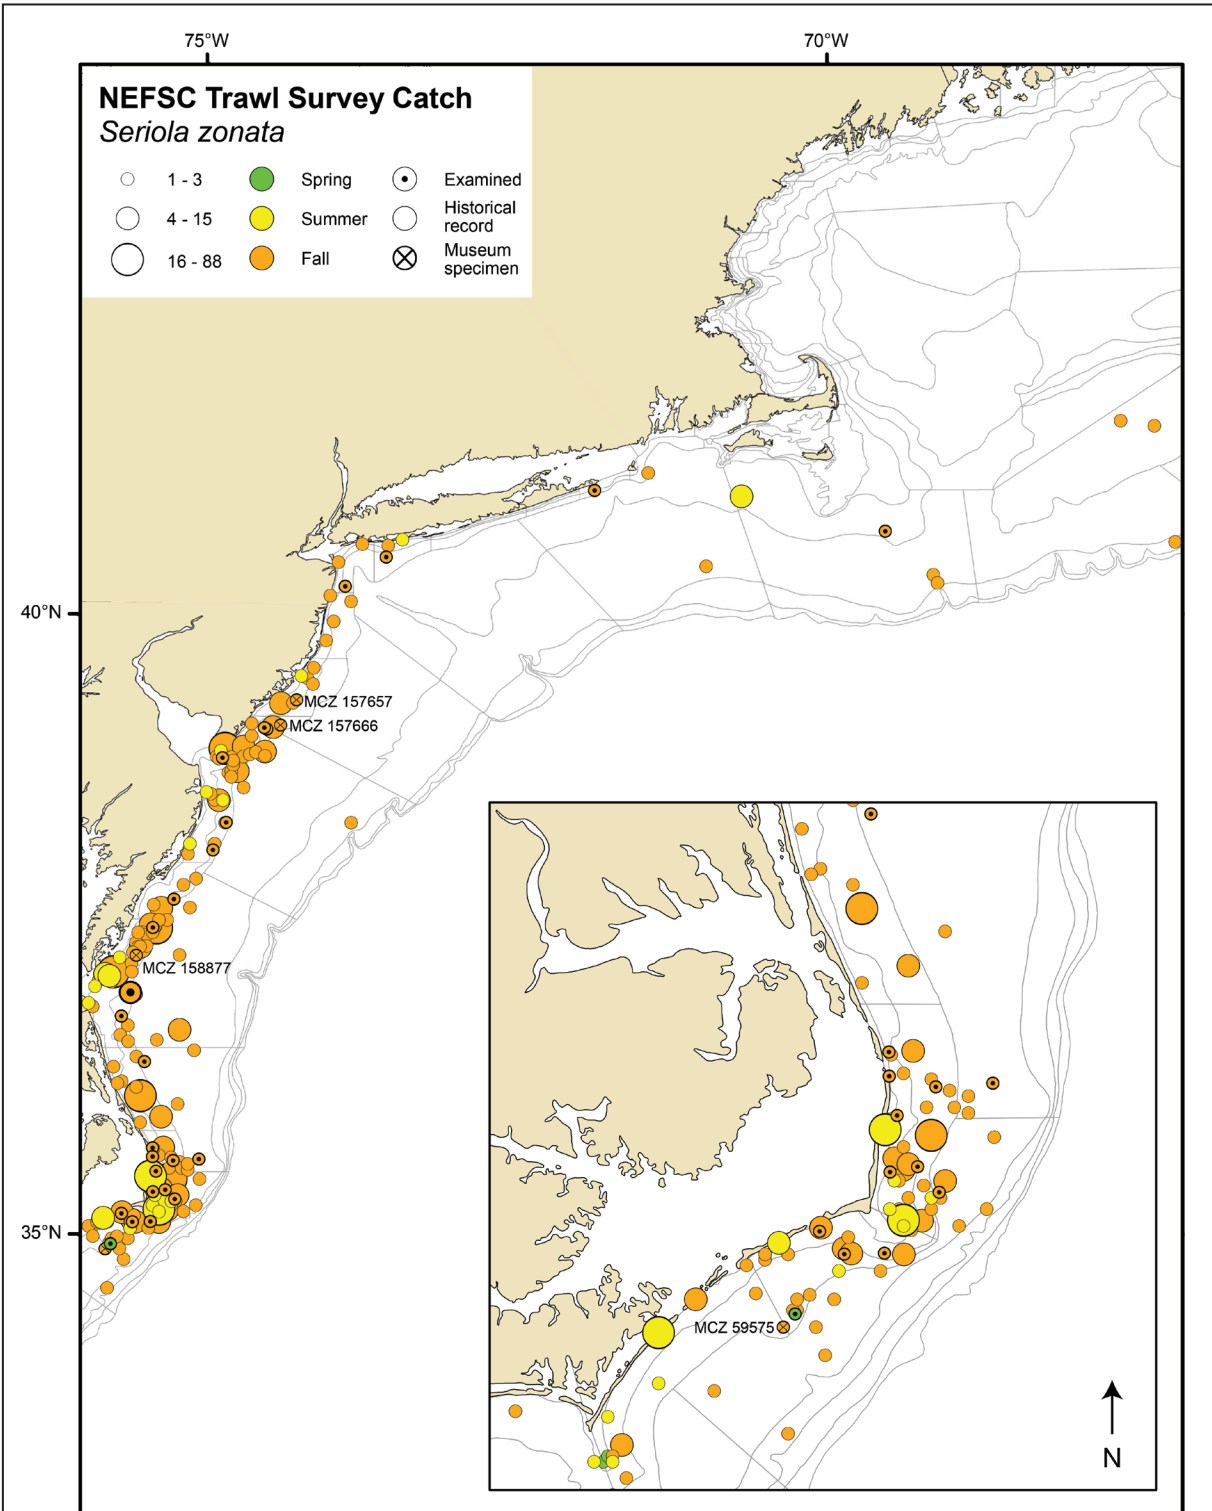 75°W
70°W
NEFSC Trawl Survey Catch
Seriola zonata
1 - 3
Spring
Examined
4 - 15
Summer
Historical
record
16 - 88
Fall
Museum
specimen
40°N
MCZ 157657
MCZ 157666
MCZ 158877
35°N
MCZ 59575
N